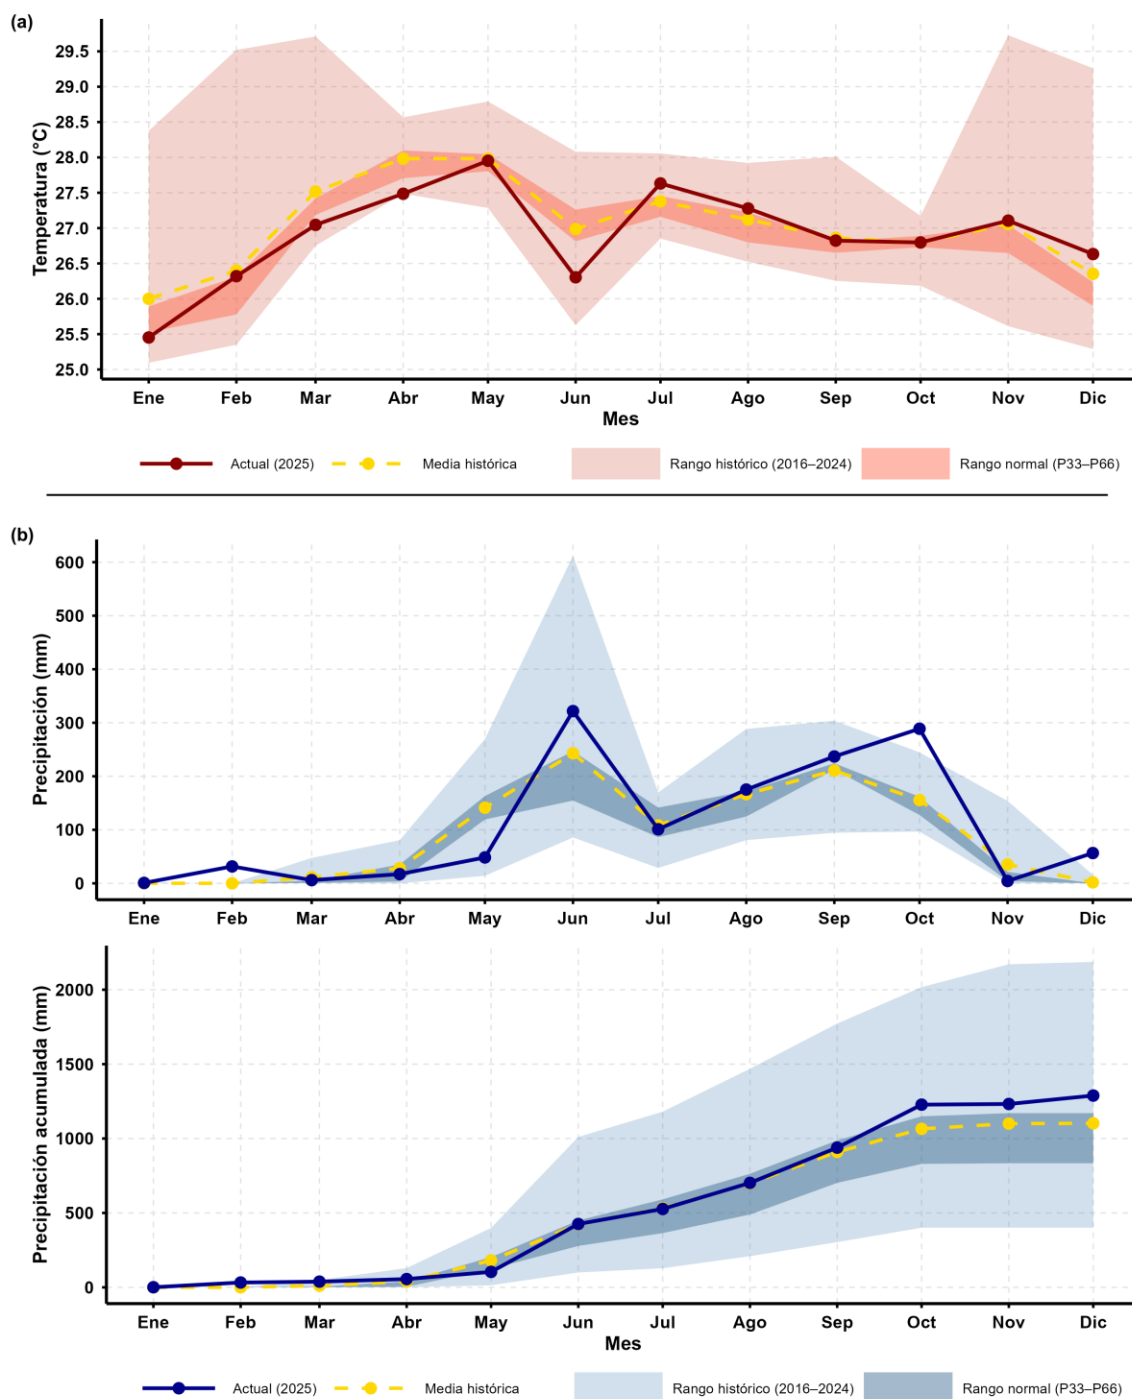 (a)
Temperatura (°C)
29.5
29.0
28.5
28.0
27.5
27.0
26.5
26.0
25.5
25.0
Ene Feb Mar Abr May Jun Jul Ago Sep Oct Nov Dic
Mes
Actual (2025) Media histórica Rango histórico (2016–2024) Rango normal (P33–P66)
(b)
Precipitación (mm)
600
500
400
300
200
100
0
Ene Feb Mar Abr May Jun Jul Ago Sep Oct Nov Dic
Precipitación acumulada (mm)
2000
1500
1000
500
0
Ene Feb Mar Abr May Jun Jul Ago Sep Oct Nov Dic
Mes
Actual (2025) Media histórica Rango histórico (2016–2024) Rango normal (P33–P66)